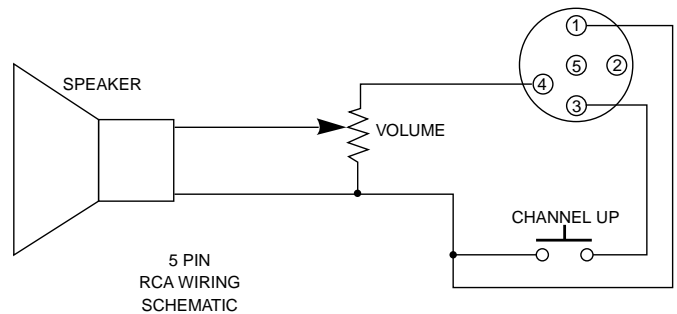 1
SPEAKER
5
2
4
3
VOLUME
CHANNEL UP
5 PIN
RCA WIRING
SCHEMATIC